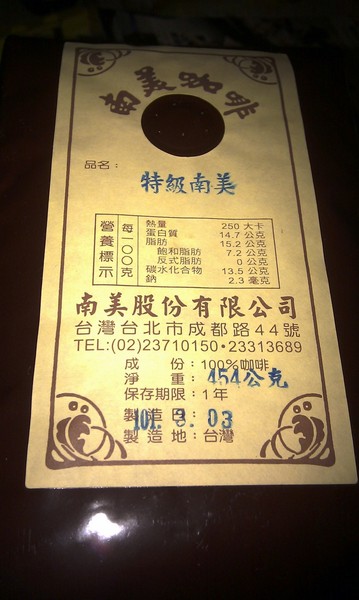 南美咖啡
品名：
特級南美
營養標示
每一〇〇克
熱量 250 大卡
蛋白質 14.7 公克
脂肪 15.2 公克
飽和脂肪 7.2 公克
反式脂肪 0 公克
碳水化合物 13.5 公克
鈉 2.3 毫克
南美股份有限公司
台灣台北市成都路44號
TEL:(02)23710150·23313689
成份：100%咖啡
淨重：454公克
保存期限：1年
製造日：101.3.03
製造地：台灣